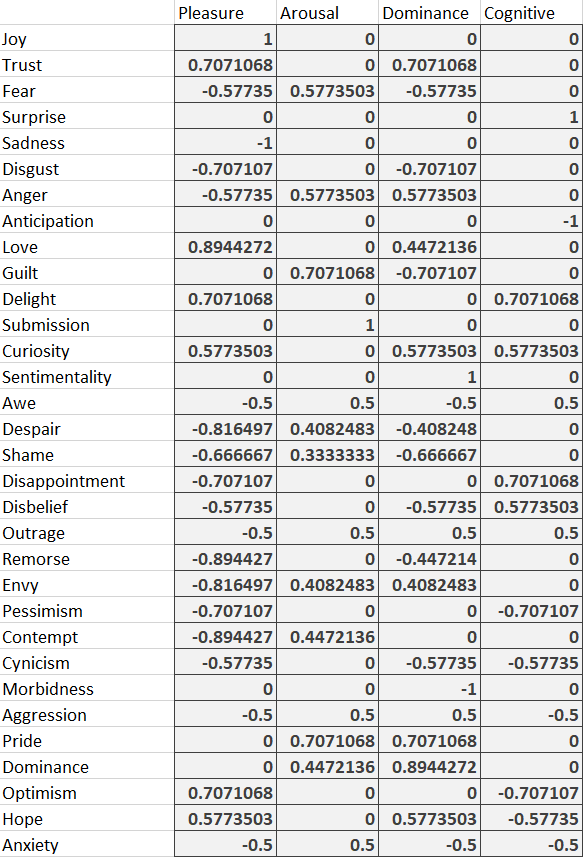 Pleasure Arousal Dominance Cognitive
Joy 1 0 0 0
Trust 0.7071068 0 0.7071068 0
Fear -0.57735 0.5773503 -0.57735 0
Surprise 0 0 0 1
Sadness -1 0 0 0
Disgust -0.707107 0 -0.707107 0
Anger -0.57735 0.5773503 0.5773503 0
Anticipation 0 0 0 -1
Love 0.8944272 0 0.4472136 0
Guilt 0 0.7071068 -0.707107 0
Delight 0.7071068 0 0 0.7071068
Submission 0 1 0 0
Curiosity 0.5773503 0 0.5773503 0.5773503
Sentimentality 0 0 1 0
Awe -0.5 0.5 -0.5 0.5
Despair -0.816497 0.4082483 -0.408248 0
Shame -0.666667 0.3333333 -0.666667 0
Disappointment -0.707107 0 0 0.7071068
Disbelief -0.57735 0 -0.57735 0.5773503
Outrage -0.5 0.5 0.5 0.5
Remorse -0.894427 0 -0.447214 0
Envy -0.816497 0.4082483 0.4082483 0
Pessimism -0.707107 0 0 -0.707107
Contempt -0.894427 0.4472136 0 0
Cynicism -0.57735 0 -0.57735 -0.57735
Morbidness 0 0 -1 0
Aggression -0.5 0.5 0.5 -0.5
Pride 0 0.7071068 0.7071068 0
Dominance 0 0.4472136 0.8944272 0
Optimism 0.7071068 0 0 -0.707107
Hope 0.5773503 0 0.5773503 -0.57735
Anxiety -0.5 0.5 -0.5 -0.5